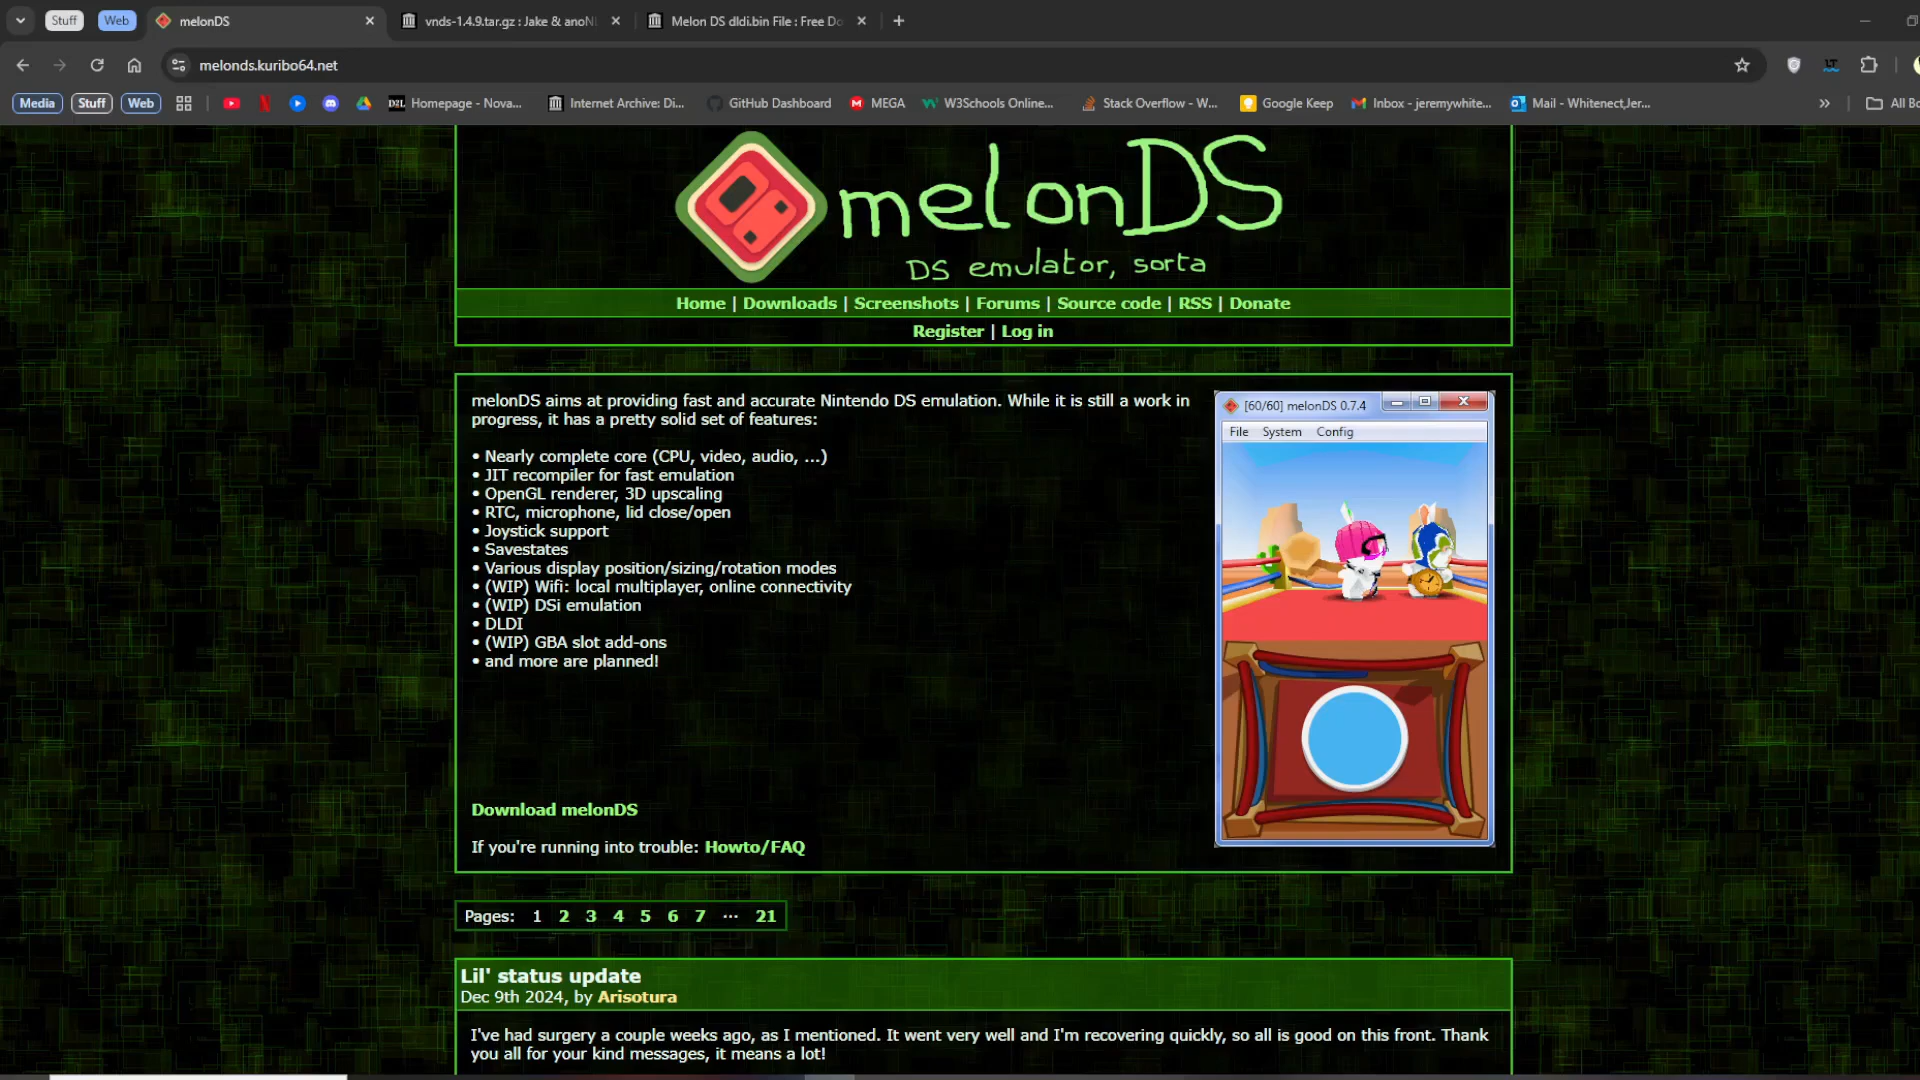 Stuff
Web
melonDS
vnds-1.4.9.tar.gz : Jake & anoN
Melon DS dldi.bin File : Free Do
melonds.kuribo64.net
Media
Stuff
Web
D2L Homepage - Nova...
Internet Archive: Di...
GitHub Dashboard
MEGA
W3Schools Online...
Stack Overflow - W...
Google Keep
Inbox - jeremywhite...
Mail - Whitenect,Jer...
All Bo
melonDS
DS emulator, sorta
Home | Downloads | Screenshots | Forums | Source code | RSS | Donate
Register | Log in
melonDS aims at providing fast and accurate Nintendo DS emulation. While it is still a work in
progress, it has a pretty solid set of features:
• Nearly complete core (CPU, video, audio, ...)
• JIT recompiler for fast emulation
• OpenGL renderer, 3D upscaling
• RTC, microphone, lid close/open
• Joystick support
• Savestates
• Various display position/sizing/rotation modes
• (WIP) Wifi: local multiplayer, online connectivity
• (WIP) DSi emulation
• DLDI
• (WIP) GBA slot add-ons
• and more are planned!
Download melonDS
If you're running into trouble: Howto/FAQ
[60/60] melonDS 0.7.4
File System Config
Pages: 1 2 3 4 5 6 7 ··· 21
Lil' status update
Dec 9th 2024, by Arisotura
I've had surgery a couple weeks ago, as I mentioned. It went very well and I'm recovering quickly, so all is good on this front. Thank
you all for your kind messages, it means a lot!